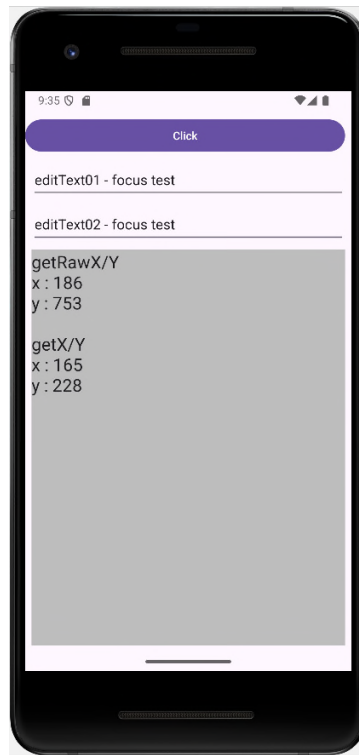 9:35
Click
editText01 - focus test
editText02 - focus test
getRawX/Y
x : 186
y : 753
getX/Y
x : 165
y : 228